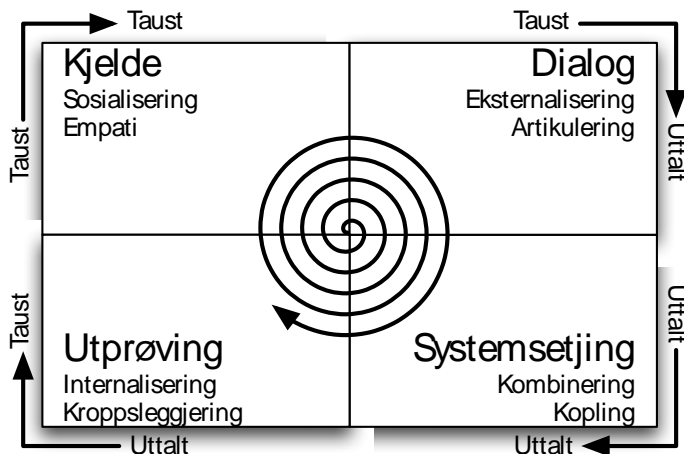 Taust
Taust
Kjelde
Sosialisering
Empati
Taust
Dialog
Eksternalisering
Artikulering
Uttalt
Taust
Utprøving
Internalisering
Kroppsleggjering
Uttalt
Uttalt
Systemsetjing
Kombinering
Kopling
Uttalt